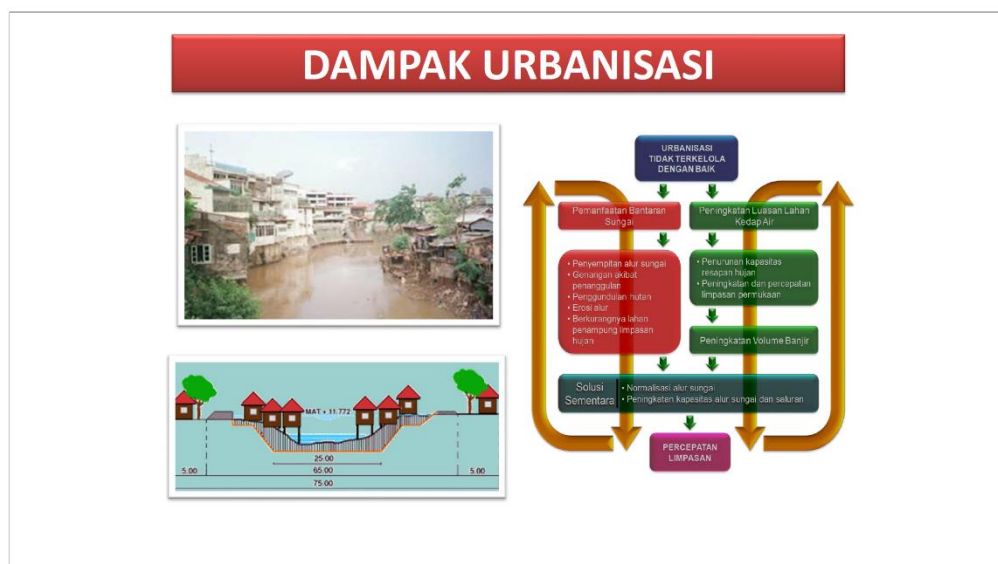 DAMPAK URBANISASI
URBANISASI
TIDAK TERKELOLA
DENGAN BAIK
Pemanfaatan Bantaran
Sungai
Peningkatan Luasan Lahan
Kedap Air
• Penyempitan alur sungai
• Genangan akibat
penanggulan
• Penggundulan hutan
• Erosi alur
• Berkurangnya lahan
penampung limpasan
hujan
• Penurunan kapasitas
resapan hujan
• Peningkatan dan percepatan
limpasan permukaan
Peningkatan Volume Banjir
Solusi
Sementara
• Normalisasi alur sungai
• Peningkatan kapasitas alur sungai dan saluran
PERCEPATAN
LIMPASAN
MAT + 11.772
25.00
5.00 65.00 5.00
75.00